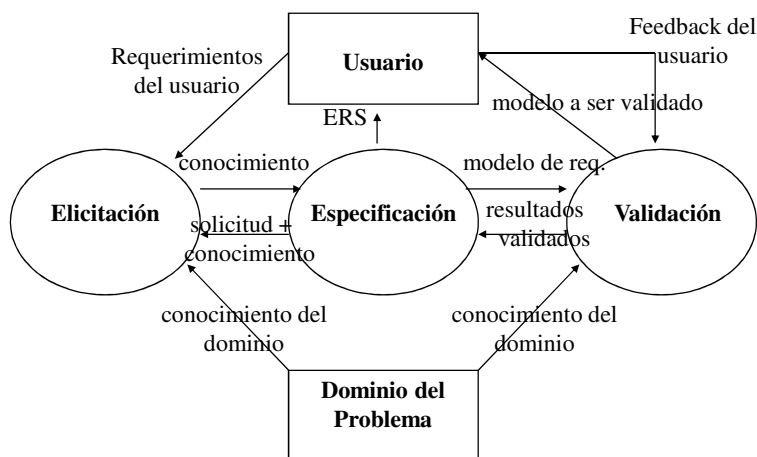 Requerimientos
del usuario
Usuario
Feedback del
usuario
ERS
modelo a ser validado
conocimiento
modelo de req.
Elicitación
Especificación
Validación
solicitud +
conocimiento
resultados
validados
conocimiento del
dominio
conocimiento del
dominio
Dominio del
Problema